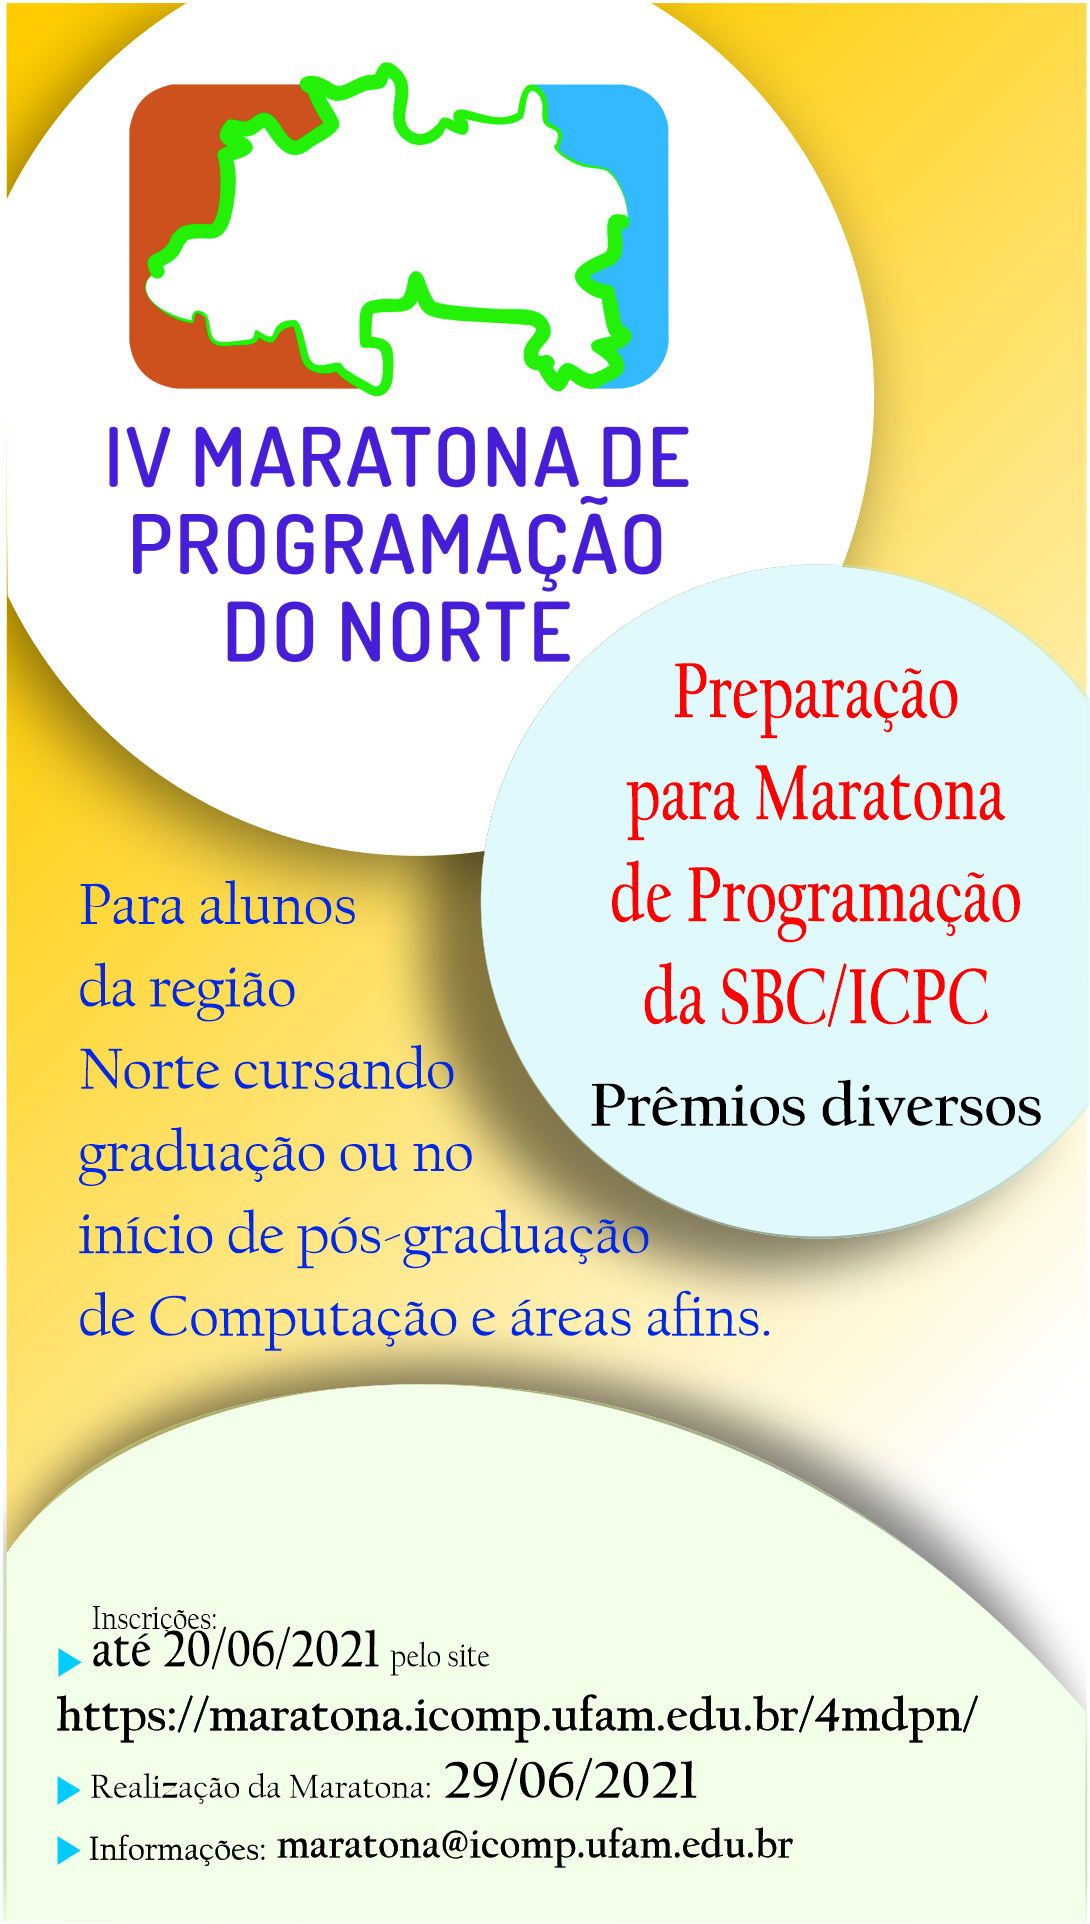 IV MARATONA DE
PROGRAMAÇÃO
DO NORTE
Preparação
para Maratona
de Programação
da SBC/ICPC
Prêmios diversos
Para alunos
da região
Norte cursando
graduação ou no
início de pós-graduação
de Computação e áreas afins.
Inscrições:
até 20/06/2021 pelo site
https://maratona.icomp.ufam.edu.br/4mdpn/
Realização da Maratona: 29/06/2021
Informações: maratona@icomp.ufam.edu.br